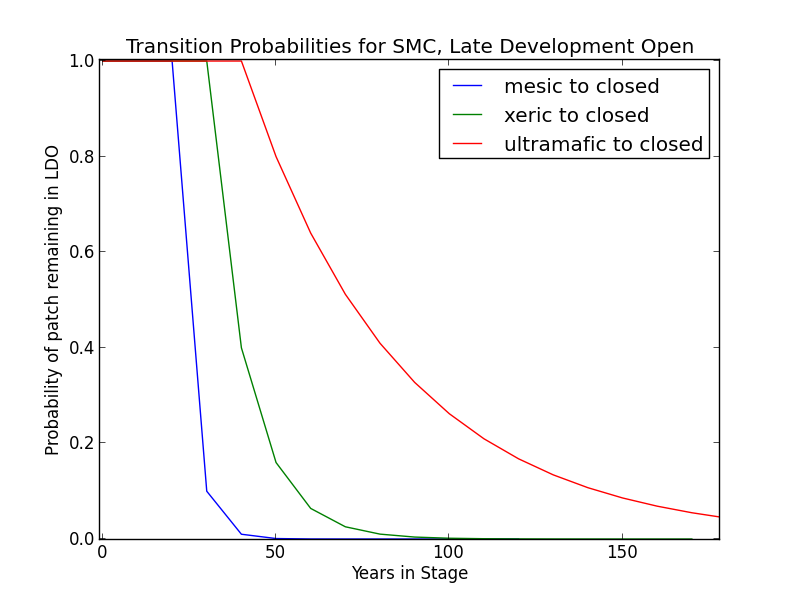 Transition Probabilities for SMC, Late Development Open
mesic to closed
xeric to closed
ultramafic to closed
Probability of patch remaining in LDO
1.0
0.8
0.6
0.4
0.2
0.0
0
50
100
150
Years in Stage